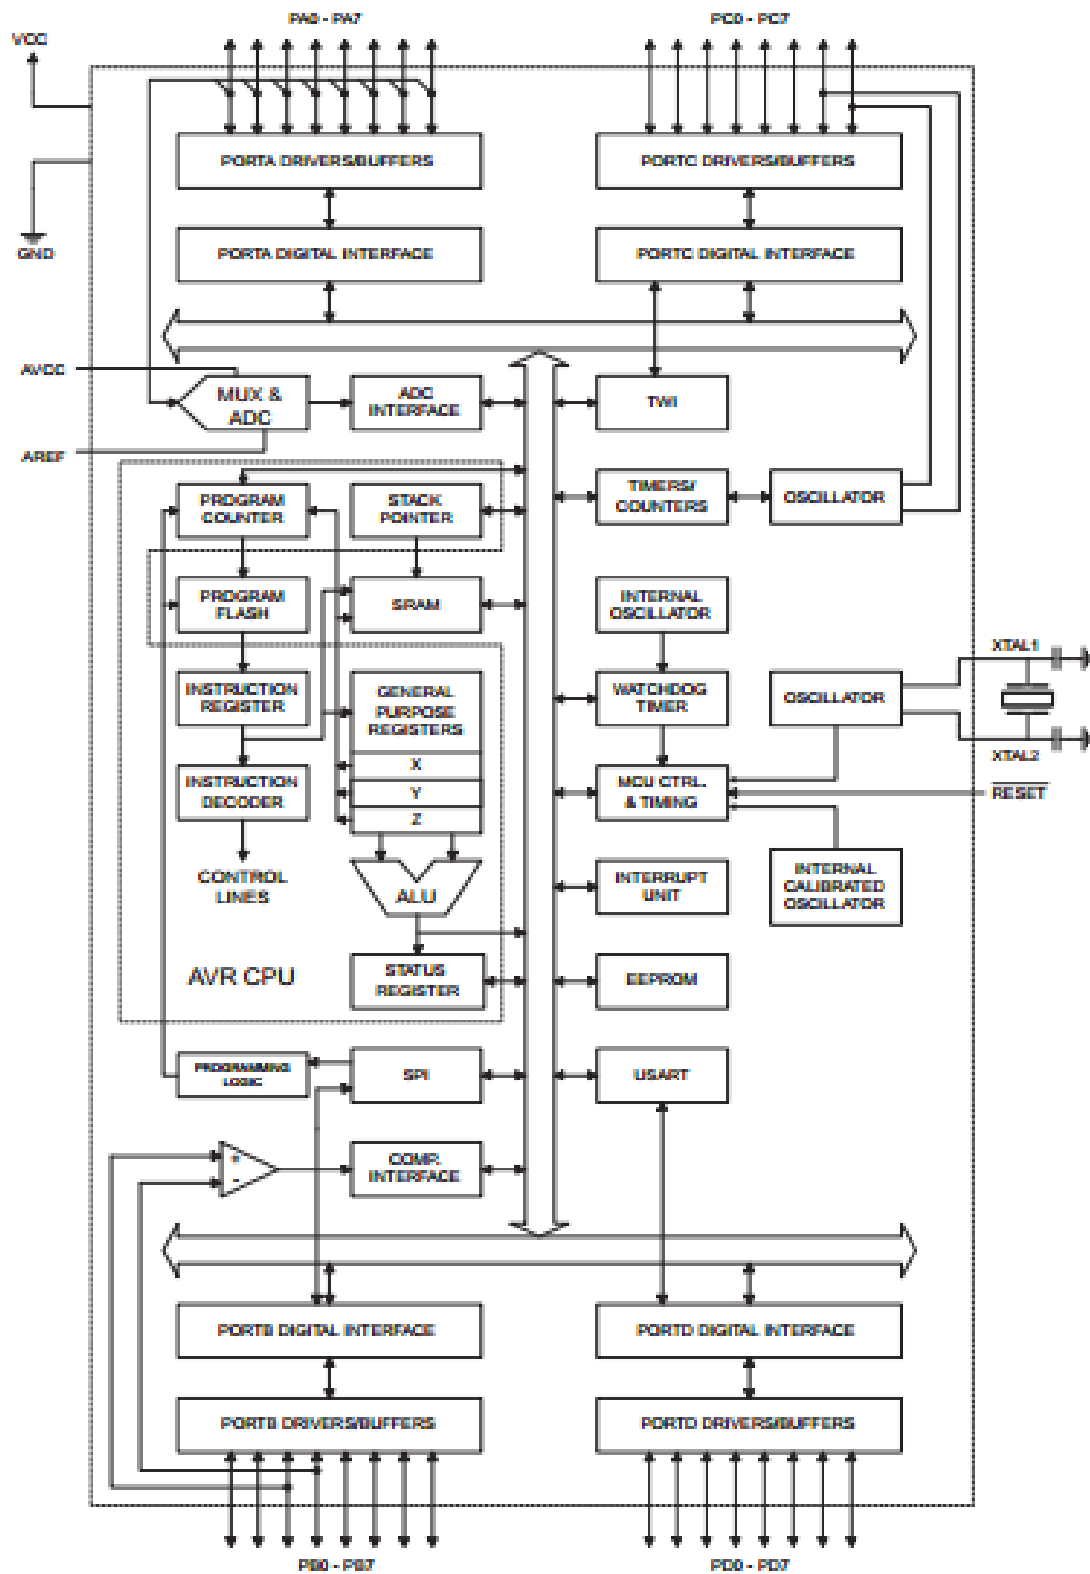 PA0 - PA7
PC0 - PC7
VCC
PORTA DRIVERS/BUFFERS
PORTC DRIVERS/BUFFERS
GND
PORTA DIGITAL INTERFACE
PORTC DIGITAL INTERFACE
AVCC
MUX &
ADC
ADC
INTERFACE
TWI
AREF
PROGRAM
COUNTER
STACK
POINTER
TIMERS/
COUNTERS
OSCILLATOR
PROGRAM
FLASH
SRAM
INTERNAL
OSCILLATOR
XTAL1
INSTRUCTION
REGISTER
GENERAL
PURPOSE
REGISTERS
WATCHDOG
TIMER
OSCILLATOR
XTAL2
X
INSTRUCTION
DECODER
Y
MCU CTRL.
& TIMING
RESET
Z
CONTROL
LINES
ALU
INTERRUPT
UNIT
INTERNAL
CALIBRATED
OSCILLATOR
AVR CPU
STATUS
REGISTER
EEPROM
PROGRAMMING
LOGIC
SPI
USART
+
-
COMP.
INTERFACE
PORTB DIGITAL INTERFACE
PORTD DIGITAL INTERFACE
PORTB DRIVERS/BUFFERS
PORTD DRIVERS/BUFFERS
PB0 - PB7
PD0 - PD7